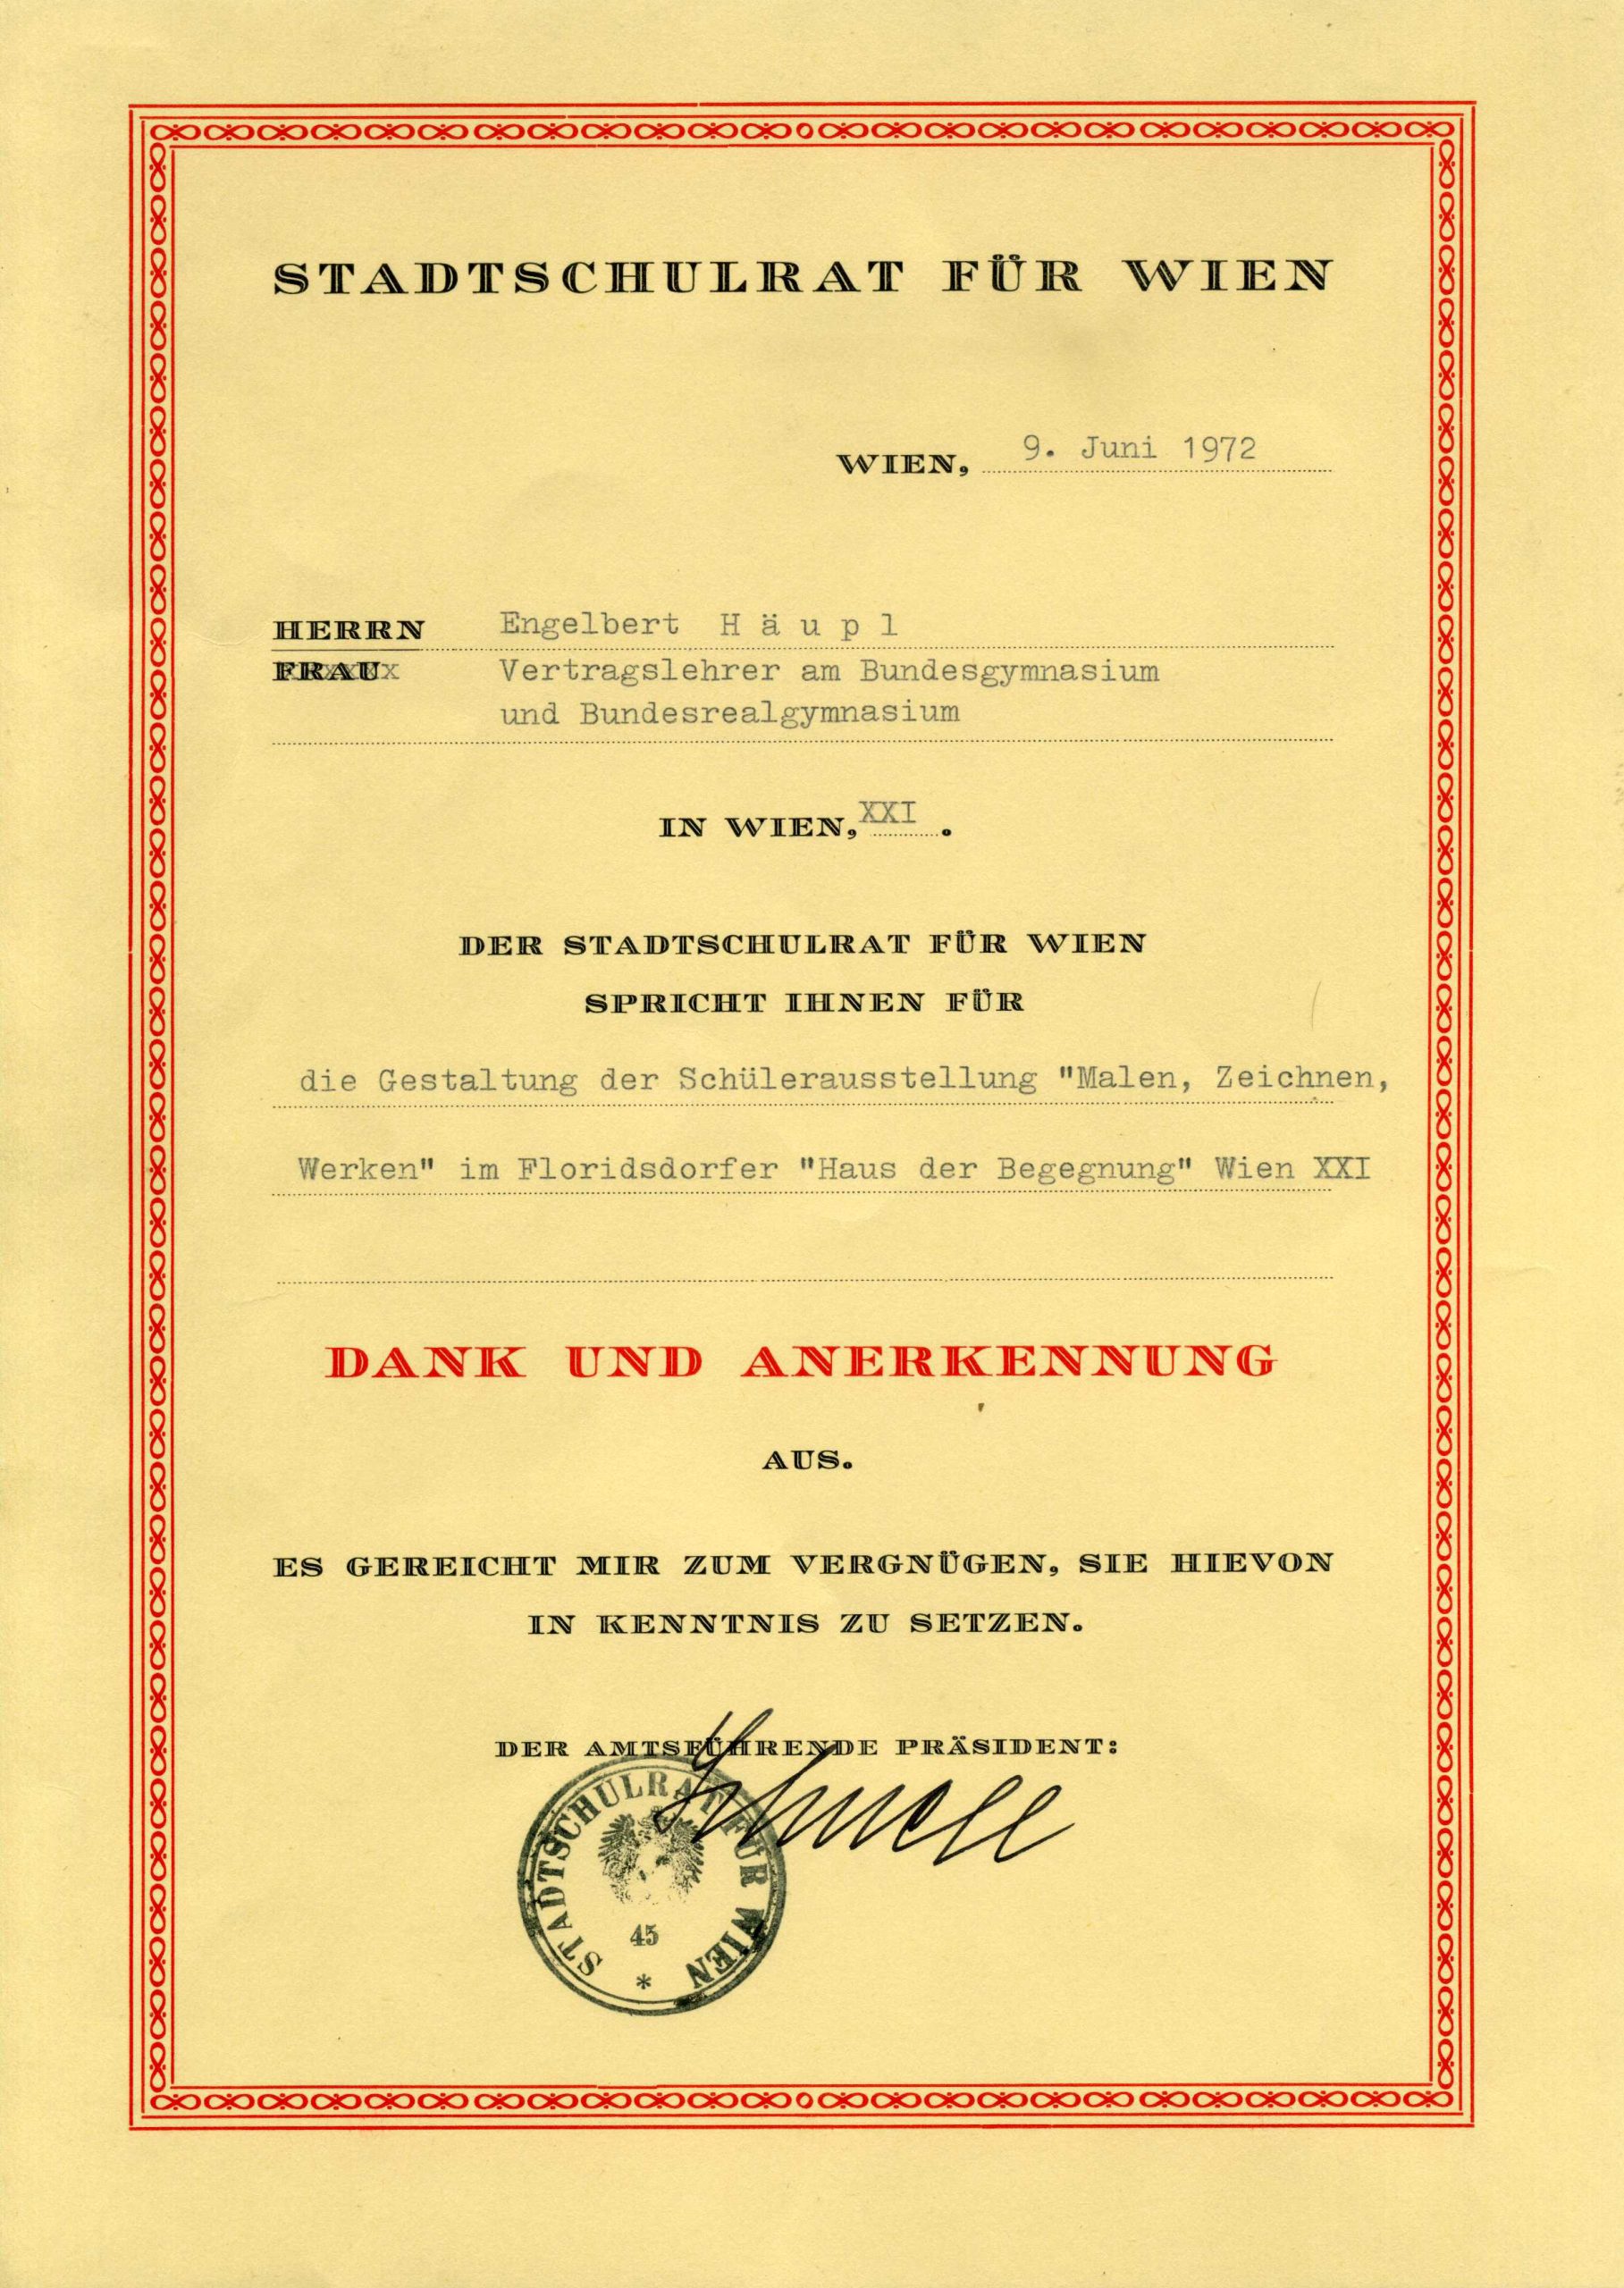 STADTSCHULRAT FÜR WIEN
WIEN, 9. Juni 1972
HERRN Engelbert H ä u p l
FRAU Vertragslehrer am Bundesgymnasium
und Bundesrealgymnasium
IN WIEN, XXI .
DER STADTSCHULRAT FÜR WIEN
SPRICHT IHNEN FÜR
die Gestaltung der Schülerausstellung "Malen, Zeichnen,
Werken" im Floridsdorfer "Haus der Begegnung" Wien XXI
DANK UND ANERKENNUNG
AUS.
ES GEREICHT MIR ZUM VERGNÜGEN, SIE HIEVON
IN KENNTNIS ZU SETZEN.
DER AMTSFÜHRENDE PRÄSIDENT:
Schnell
STADTSCHULRAT FÜR WIEN
45
*